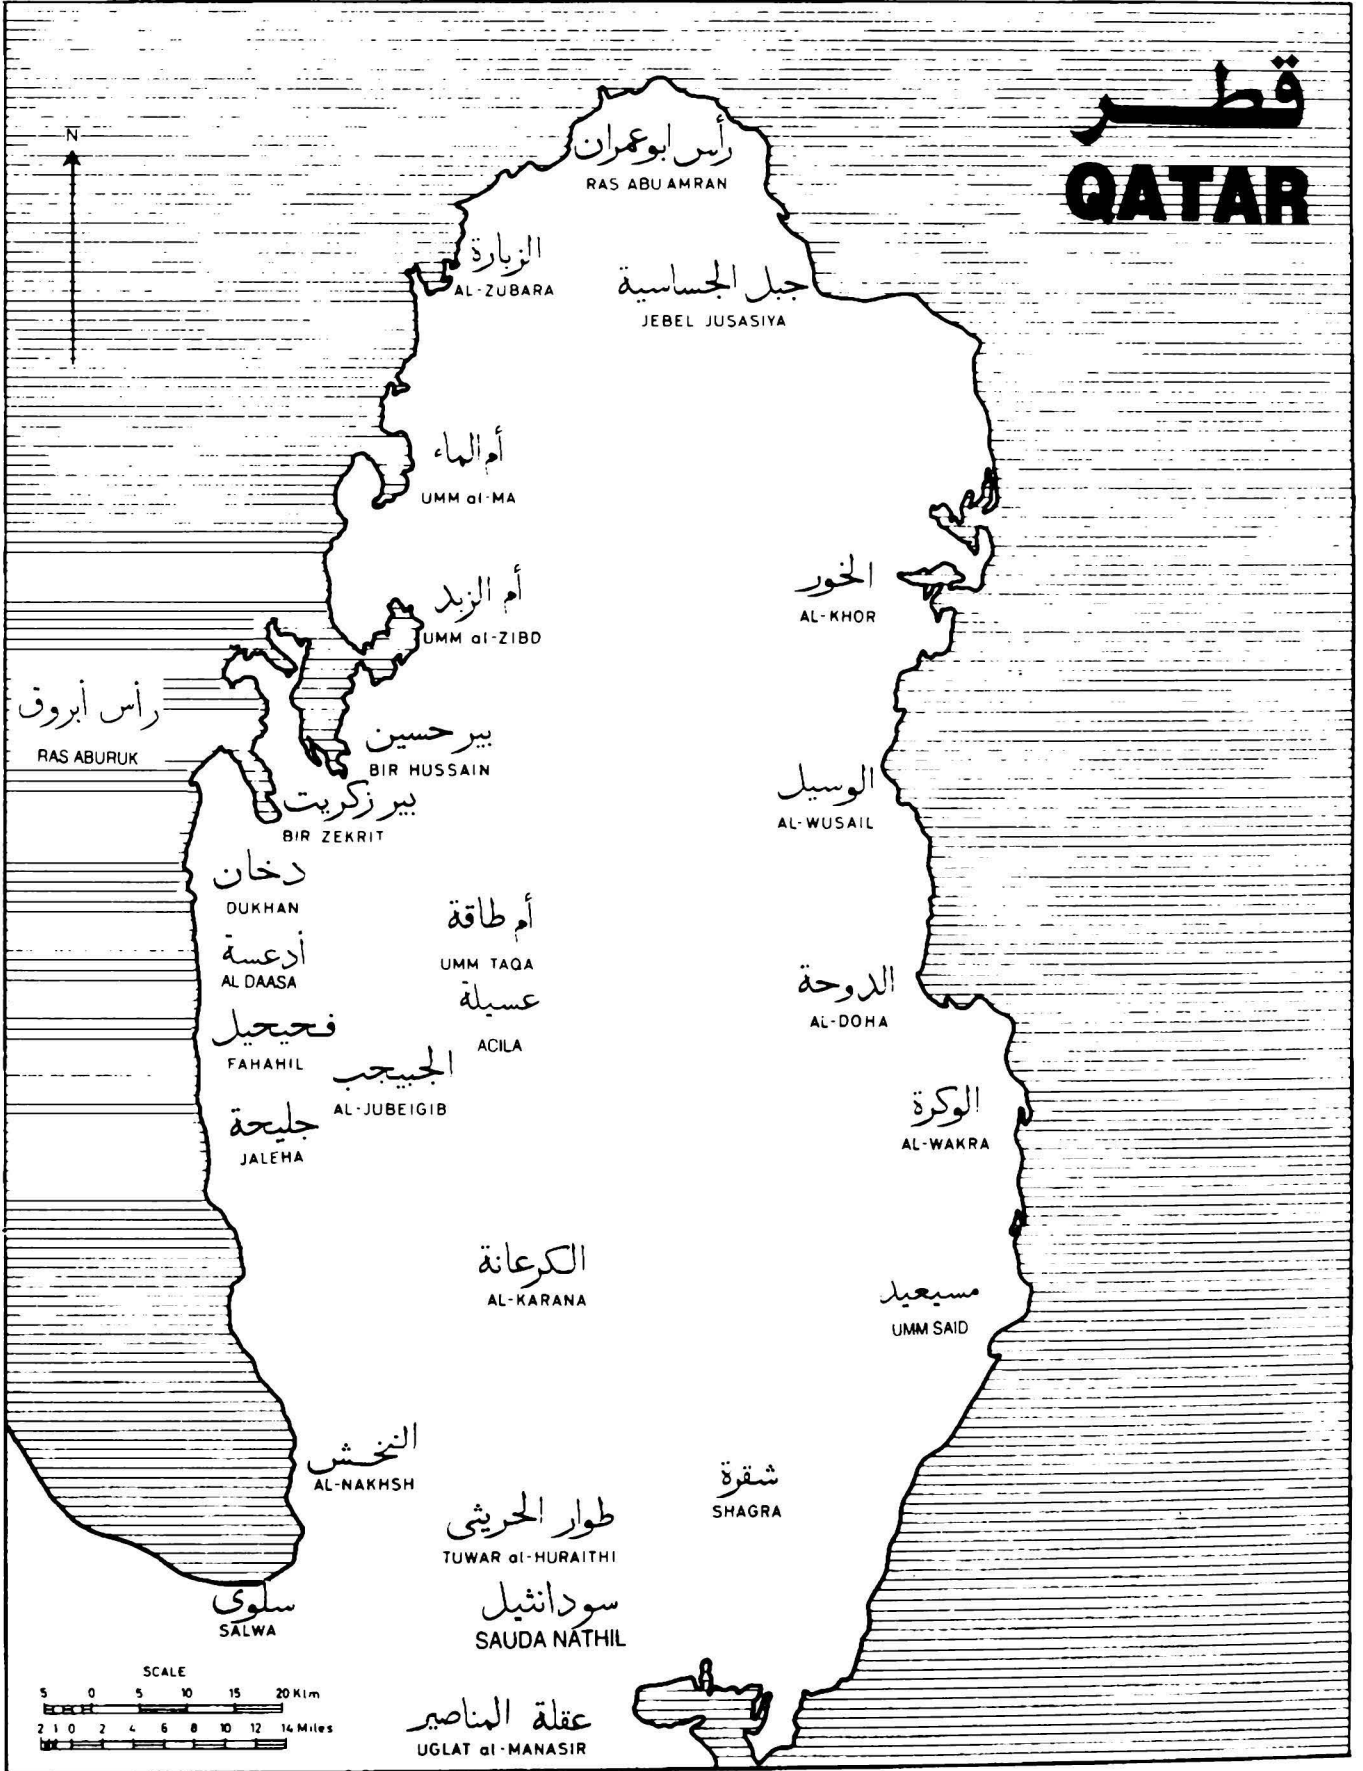 قطر
QATAR
N
رأس ابو عمران
RAS ABU AMRAN
الزبارة
AL-ZUBARA
جبل الجساسية
JEBEL JUSASIYA
أم الماء
UMM al-MA
الخور
AL-KHOR
أم الزبد
UMM al-ZIBD
رأس أبروق
RAS ABURUK
بير حسين
BIR HUSSAIN
بير زكريت
BIR ZEKRIT
الوسيل
AL-WUSAIL
دخان
DUKHAN
أم طاقة
UMM TAQA
أدعسة
AL DAASA
عسيلة
ACILA
الدوحة
AL-DOHA
فحيحيل
FAHAHIL
الجبيجب
AL-JUBEIGIB
الوكرة
AL-WAKRA
جليحة
JALEHA
الكرعانة
AL-KARANA
مسيعيد
UMM SAID
النخش
AL-NAKHSH
شقرة
SHAGRA
طوار الحريثي
TUWAR al-HURAITHI
سلوى
SALWA
سودانثيل
SAUDA NATHIL
عقلة المناصير
UGLAT al-MANASIR
SCALE
5 0 5 10 15 20 Klm
2 1 0 2 4 6 8 10 12 14 Miles